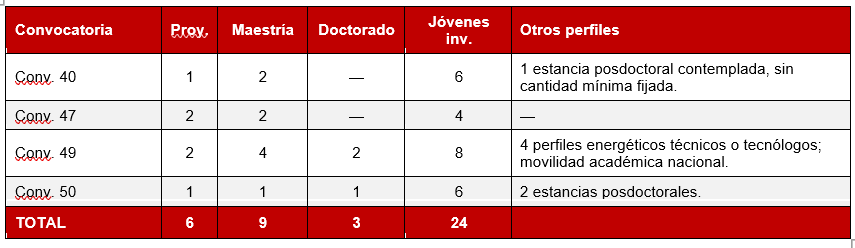 Convocatoria Proy. Maestría Doctorado Jóvenes inv. Otros perfiles
Conv. 40 1 2 — 6 1 estancia posdoctoral contemplada, sin
cantidad mínima fijada.
Conv. 47 2 2 — 4 —
Conv. 49 2 4 2 8 4 perfiles energéticos técnicos o tecnólogos;
movilidad académica nacional.
Conv. 50 1 1 1 6 2 estancias posdoctorales.
TOTAL 6 9 3 24